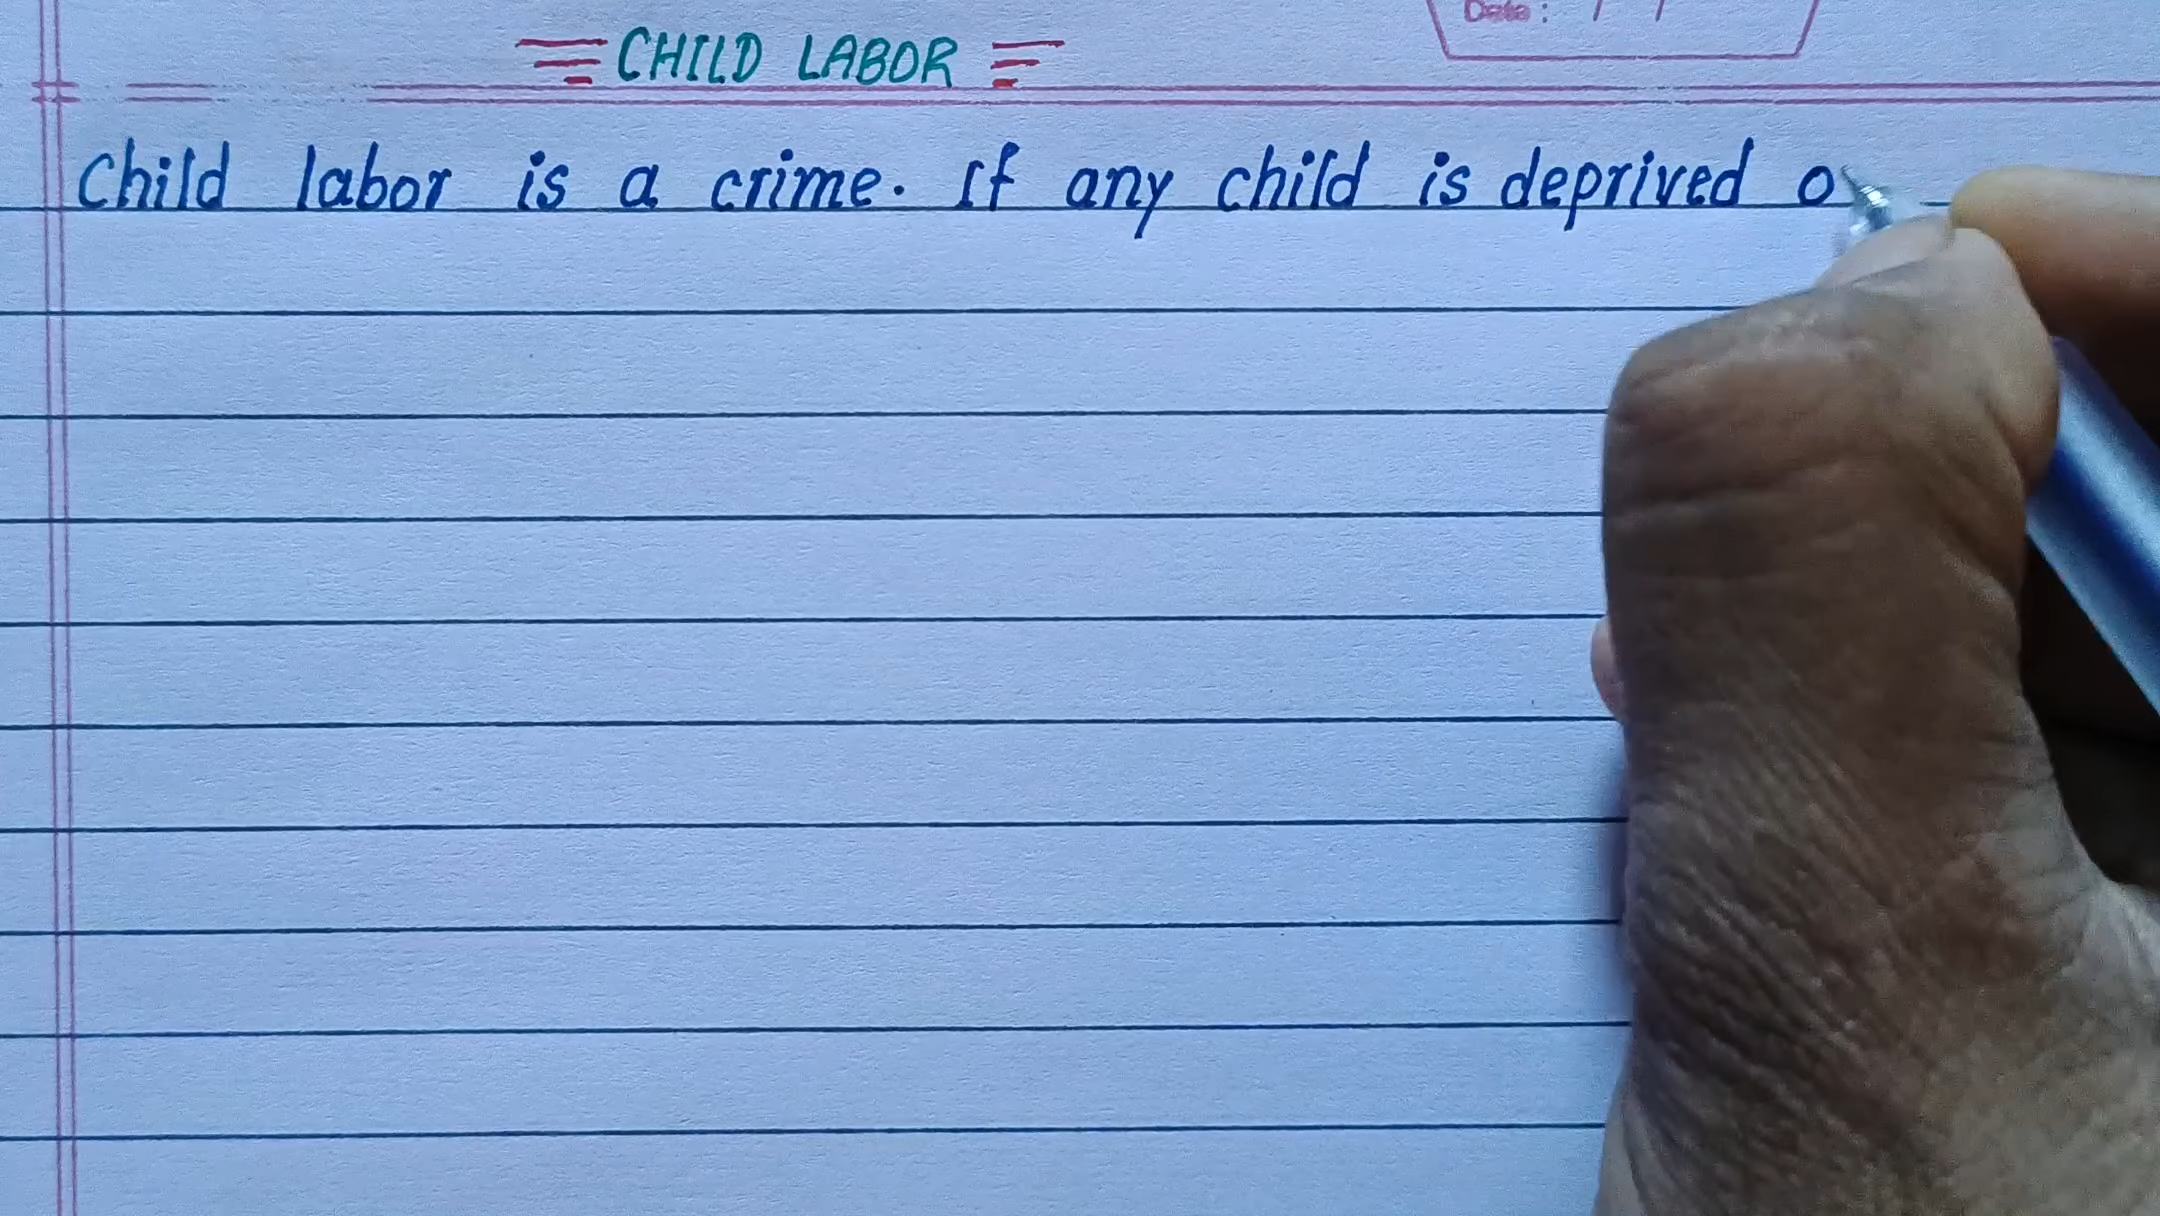 Date : / /
CHILD LABOR
Child labor is a crime. If any child is deprived o